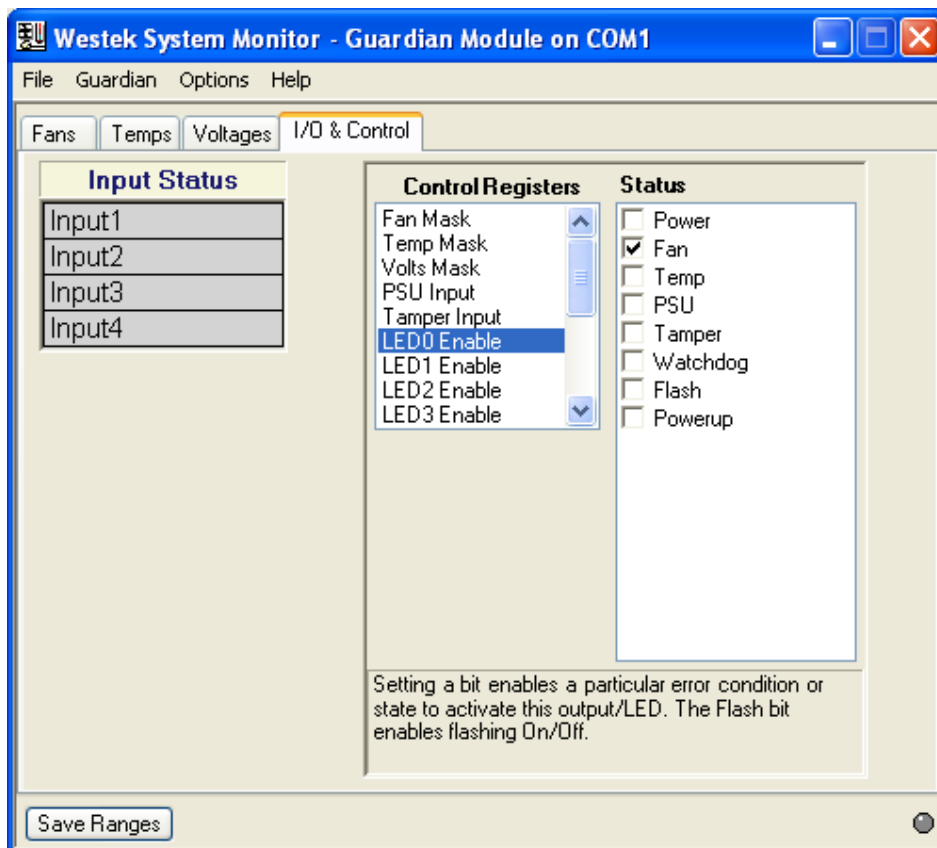 Westek System Monitor - Guardian Module on COM1
File Guardian Options Help
Fans Temps Voltages I/O & Control
Input Status
Input1
Input2
Input3
Input4
Control Registers
Fan Mask
Temp Mask
Volts Mask
PSU Input
Tamper Input
LED0 Enable
LED1 Enable
LED2 Enable
LED3 Enable
Status
Power
Fan
Temp
PSU
Tamper
Watchdog
Flash
Powerup
Setting a bit enables a particular error condition or
state to activate this output/LED. The Flash bit
enables flashing On/Off.
Save Ranges